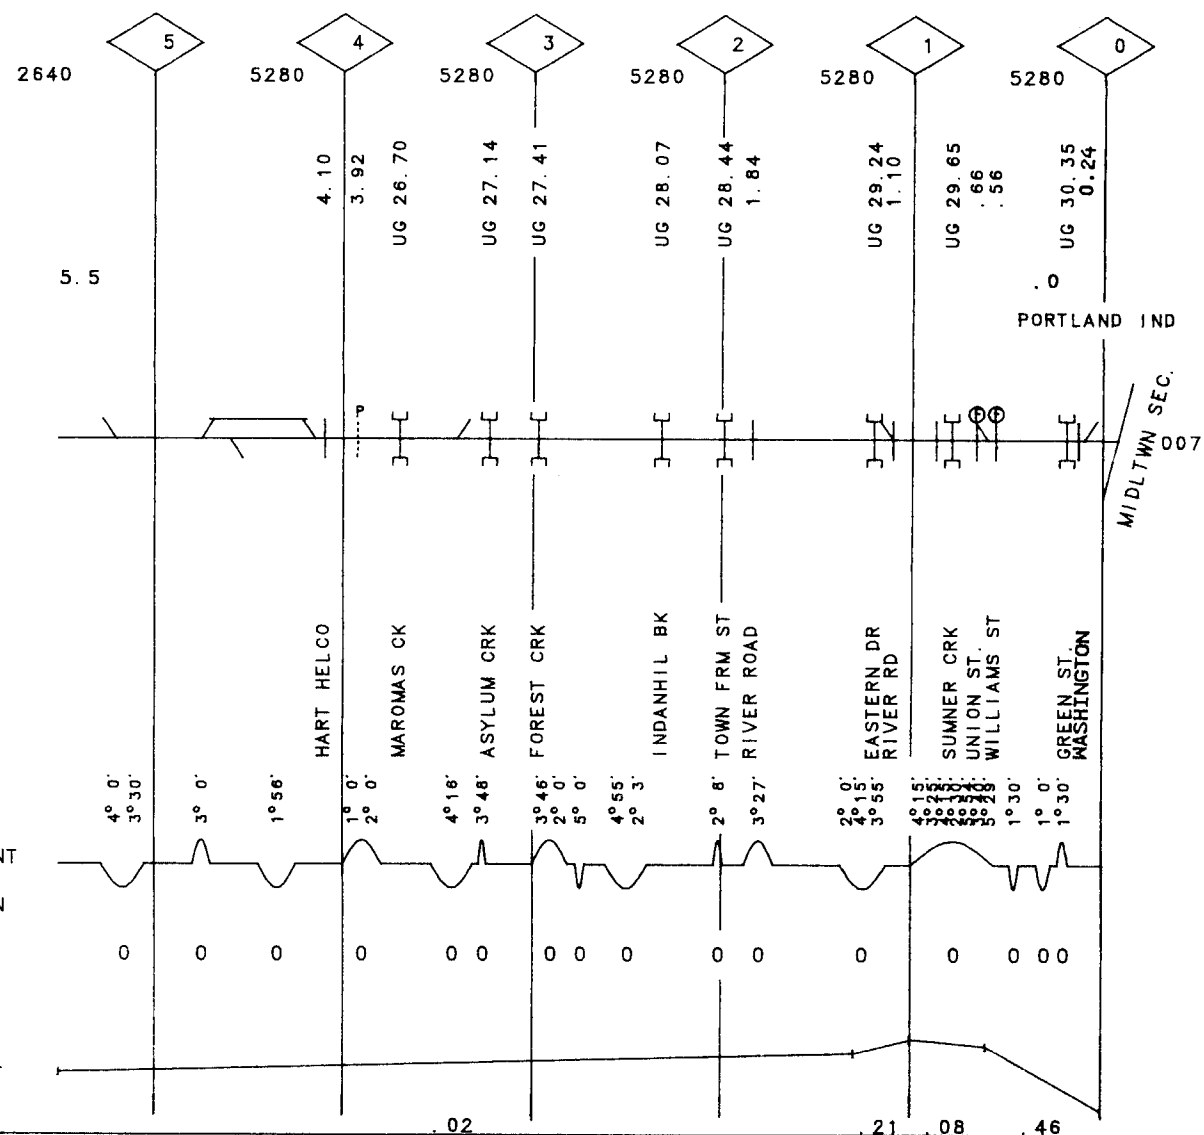 5 4 3 2 1 0
2640 5280 5280 5280 5280 5280
4.10
3.92
UG 26.70
UG 27.14
UG 27.41
UG 28.07
UG 28.44
1.84
UG 29.24
1.10
UG 29.65
.66
.56
UG 30.35
0.24
5.5
.0
PORTLAND IND
P
F F
MIDLTWN SEC.
007
HART HELCO
MAROMAS CK
ASYLUM CRK
FOREST CRK
INDANHIL BK
TOWN FRM ST
RIVER ROAD
EASTERN DR
RIVER RD
SUMNER CRK
UNION ST.
WILLIAMS ST
GREEN ST.
WASHINGTON
4° 0'
3° 30'
3° 0'
1° 56'
1° 0'
2° 0'
4° 16'
3° 48'
3° 46'
2° 0'
5° 0'
4° 55'
2° 3'
2° 8'
3° 27'
2° 0'
4° 15'
3° 55'
4° 15'
3° 25'
5° 29'
1° 30'
1° 0'
1° 30'
NT
N
0 0 0 0 0 0 0 0 0 0 0 0 0 0 0 0
.02 .21 .08 .46